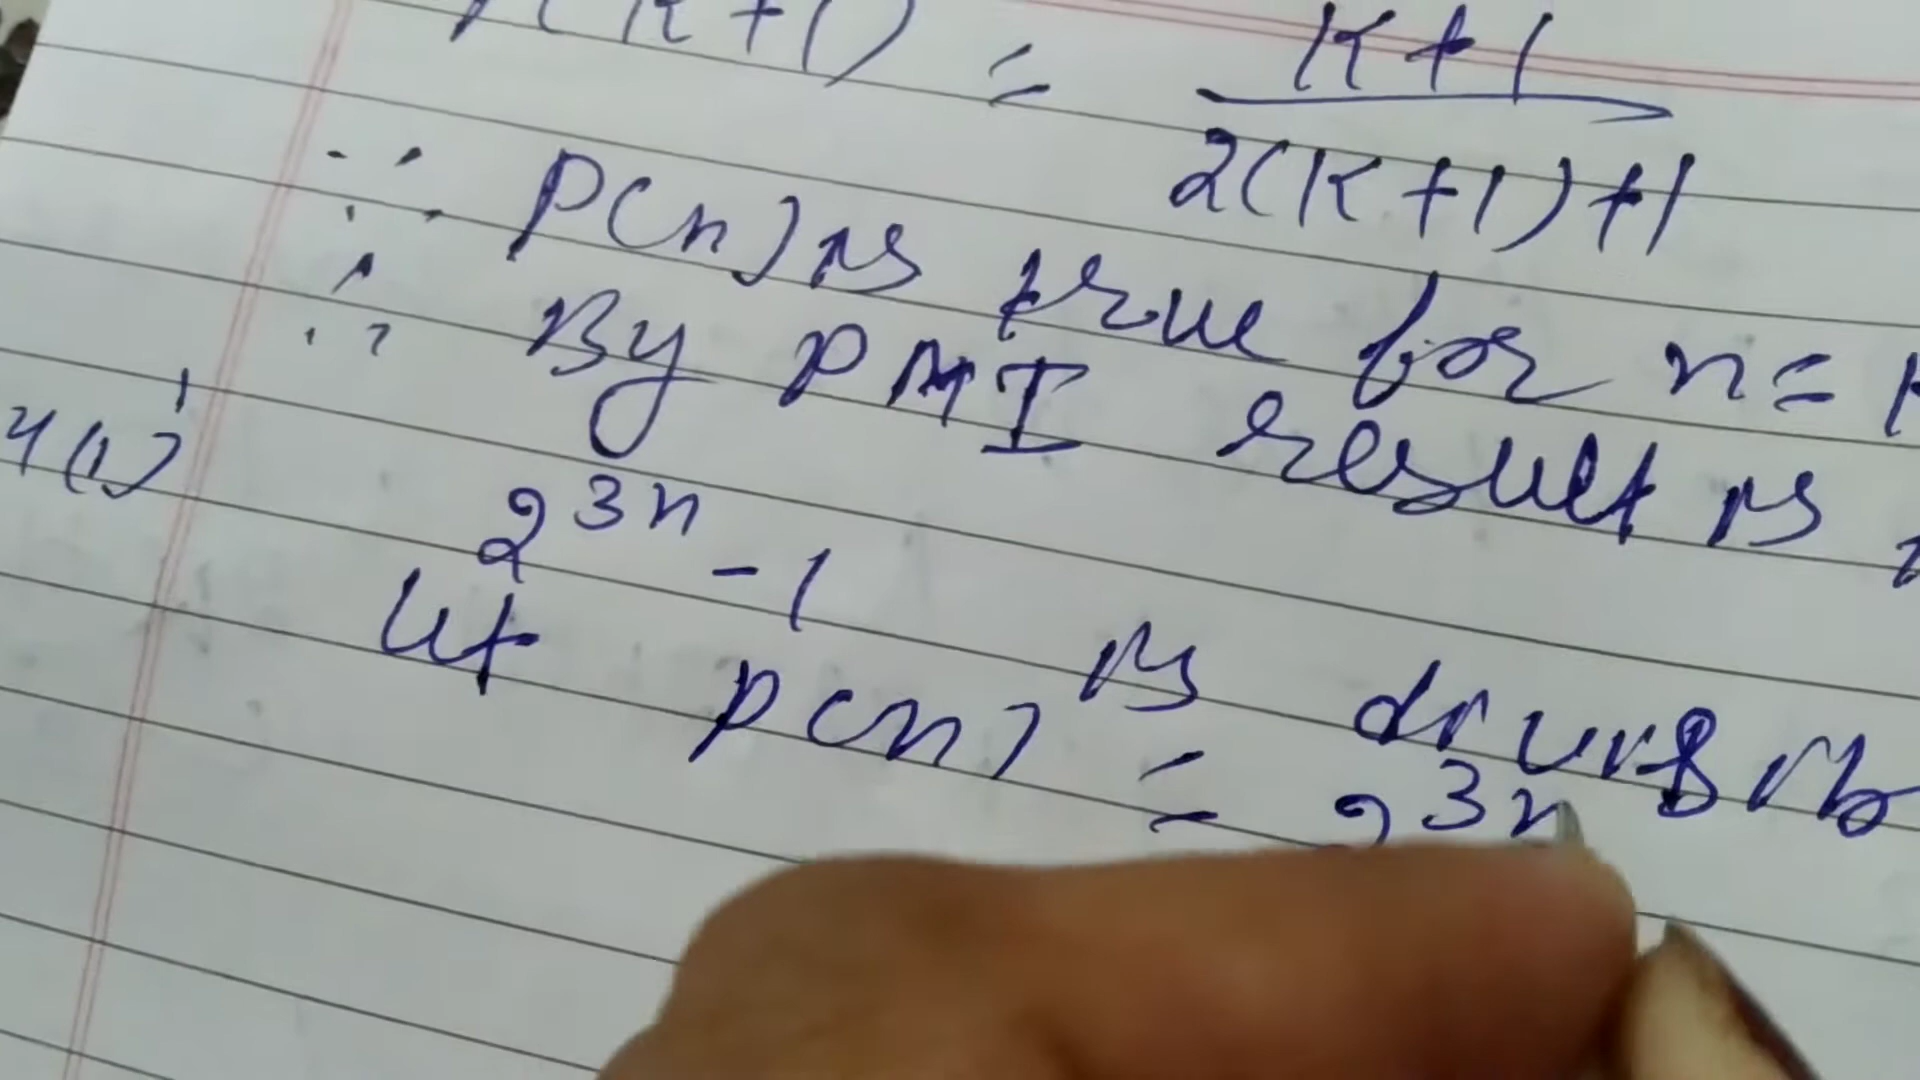 P(K+1) = K+1
2(K+1)+1
∴ P(n) is true for n = K
∴ By PMI result is
4(i) 2^{3n} - 1 is divisib
Let P(n) = 2^{3n}